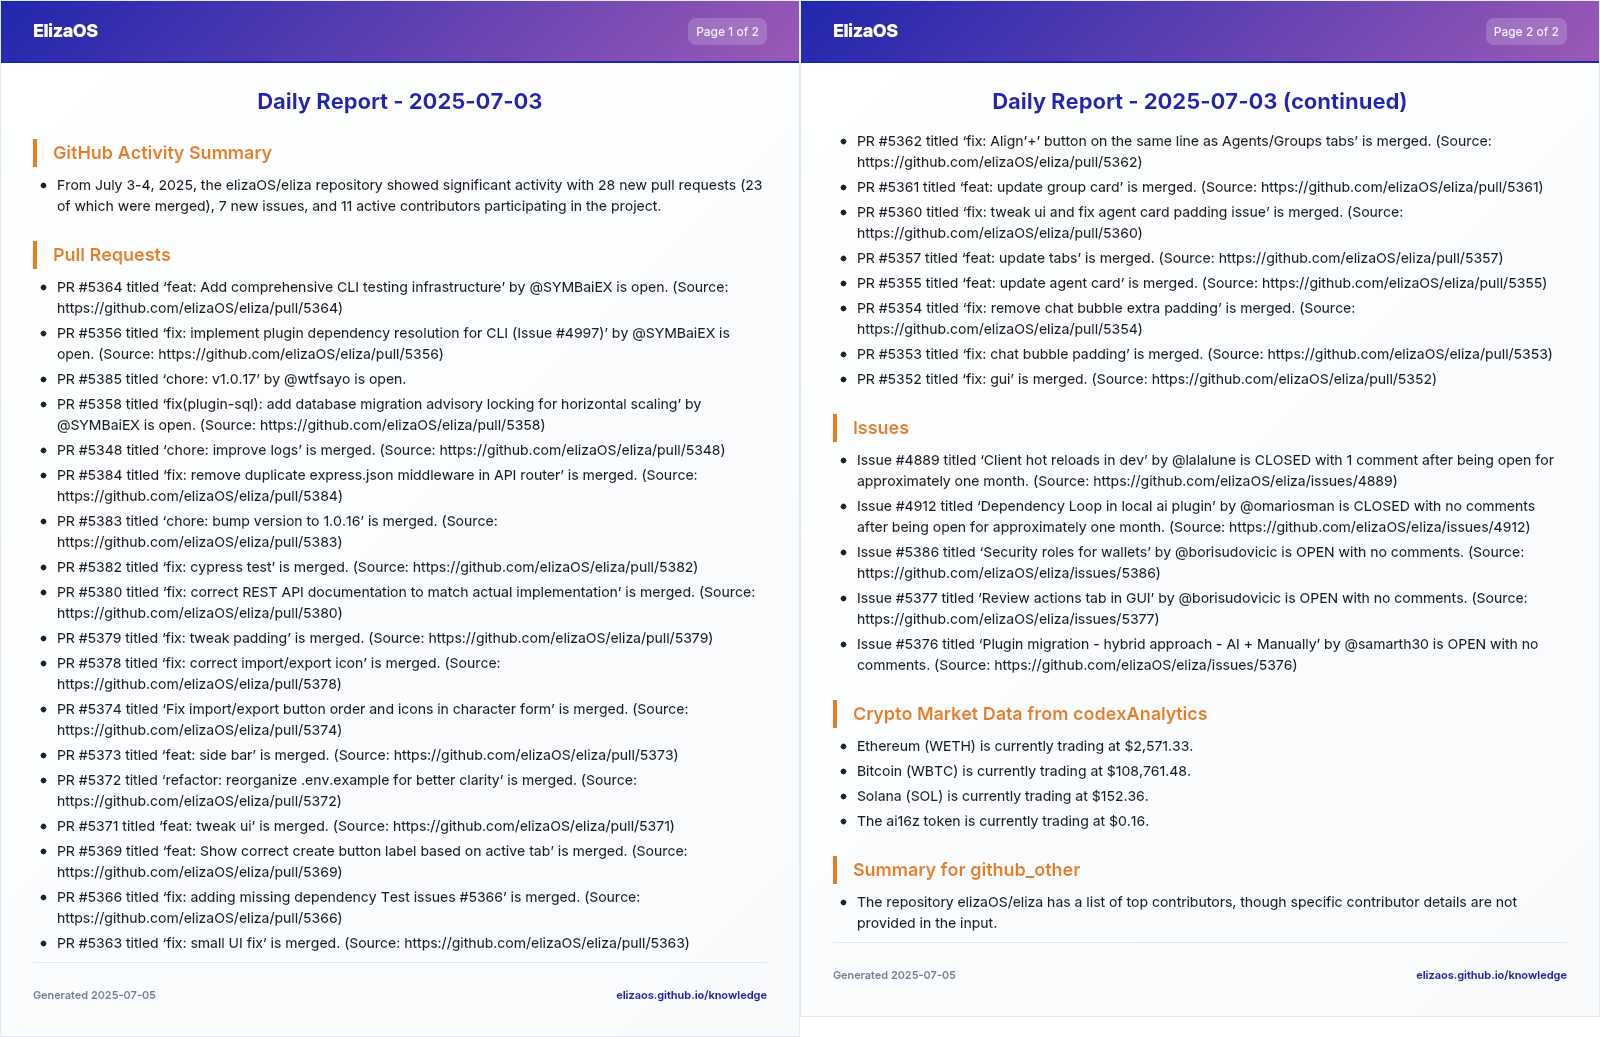 ElizaOS
Page 1 of 2
Daily Report - 2025-07-03
GitHub Activity Summary
From July 3-4, 2025, the elizaOS/eliza repository showed significant activity with 28 new pull requests (23
of which were merged), 7 new issues, and 11 active contributors participating in the project.
Pull Requests
PR #5364 titled ‘feat: Add comprehensive CLI testing infrastructure’ by @SYMBaiEX is open. (Source:
https://github.com/elizaOS/eliza/pull/5364)
PR #5356 titled ‘fix: implement plugin dependency resolution for CLI (Issue #4997)’ by @SYMBaiEX is
open. (Source: https://github.com/elizaOS/eliza/pull/5356)
PR #5385 titled ‘chore: v1.0.17’ by @wtfsayo is open.
PR #5358 titled ‘fix(plugin-sql): add database migration advisory locking for horizontal scaling’ by
@SYMBaiEX is open. (Source: https://github.com/elizaOS/eliza/pull/5358)
PR #5348 titled ‘chore: improve logs’ is merged. (Source: https://github.com/elizaOS/eliza/pull/5348)
PR #5384 titled ‘fix: remove duplicate express.json middleware in API router’ is merged. (Source:
https://github.com/elizaOS/eliza/pull/5384)
PR #5383 titled ‘chore: bump version to 1.0.16’ is merged. (Source:
https://github.com/elizaOS/eliza/pull/5383)
PR #5382 titled ‘fix: cypress test’ is merged. (Source: https://github.com/elizaOS/eliza/pull/5382)
PR #5380 titled ‘fix: correct REST API documentation to match actual implementation’ is merged. (Source:
https://github.com/elizaOS/eliza/pull/5380)
PR #5379 titled ‘fix: tweak padding’ is merged. (Source: https://github.com/elizaOS/eliza/pull/5379)
PR #5378 titled ‘fix: correct import/export icon’ is merged. (Source:
https://github.com/elizaOS/eliza/pull/5378)
PR #5374 titled ‘Fix import/export button order and icons in character form’ is merged. (Source:
https://github.com/elizaOS/eliza/pull/5374)
PR #5373 titled ‘feat: side bar’ is merged. (Source: https://github.com/elizaOS/eliza/pull/5373)
PR #5372 titled ‘refactor: reorganize .env.example for better clarity’ is merged. (Source:
https://github.com/elizaOS/eliza/pull/5372)
PR #5371 titled ‘feat: tweak ui’ is merged. (Source: https://github.com/elizaOS/eliza/pull/5371)
PR #5369 titled ‘feat: Show correct create button label based on active tab’ is merged. (Source:
https://github.com/elizaOS/eliza/pull/5369)
PR #5366 titled ‘fix: adding missing dependency Test issues #5366’ is merged. (Source:
https://github.com/elizaOS/eliza/pull/5366)
PR #5363 titled ‘fix: small UI fix’ is merged. (Source: https://github.com/elizaOS/eliza/pull/5363)
Generated 2025-07-05
elizaos.github.io/knowledge
ElizaOS
Page 2 of 2
Daily Report - 2025-07-03 (continued)
PR #5362 titled ‘fix: Align’+’ button on the same line as Agents/Groups tabs’ is merged. (Source:
https://github.com/elizaOS/eliza/pull/5362)
PR #5361 titled ‘feat: update group card’ is merged. (Source: https://github.com/elizaOS/eliza/pull/5361)
PR #5360 titled ‘fix: tweak ui and fix agent card padding issue’ is merged. (Source:
https://github.com/elizaOS/eliza/pull/5360)
PR #5357 titled ‘feat: update tabs’ is merged. (Source: https://github.com/elizaOS/eliza/pull/5357)
PR #5355 titled ‘feat: update agent card’ is merged. (Source: https://github.com/elizaOS/eliza/pull/5355)
PR #5354 titled ‘fix: remove chat bubble extra padding’ is merged. (Source:
https://github.com/elizaOS/eliza/pull/5354)
PR #5353 titled ‘fix: chat bubble padding’ is merged. (Source: https://github.com/elizaOS/eliza/pull/5353)
PR #5352 titled ‘fix: gui’ is merged. (Source: https://github.com/elizaOS/eliza/pull/5352)
Issues
Issue #4889 titled ‘Client hot reloads in dev’ by @lalalune is CLOSED with 1 comment after being open for
approximately one month. (Source: https://github.com/elizaOS/eliza/issues/4889)
Issue #4912 titled ‘Dependency Loop in local ai plugin’ by @omariosman is CLOSED with no comments
after being open for approximately one month. (Source: https://github.com/elizaOS/eliza/issues/4912)
Issue #5386 titled ‘Security roles for wallets’ by @borisudovicic is OPEN with no comments. (Source:
https://github.com/elizaOS/eliza/issues/5386)
Issue #5377 titled ‘Review actions tab in GUI’ by @borisudovicic is OPEN with no comments. (Source:
https://github.com/elizaOS/eliza/issues/5377)
Issue #5376 titled ‘Plugin migration - hybrid approach - AI + Manually’ by @samarth30 is OPEN with no
comments. (Source: https://github.com/elizaOS/eliza/issues/5376)
Crypto Market Data from codexAnalytics
Ethereum (WETH) is currently trading at $2,571.33.
Bitcoin (WBTC) is currently trading at $108,761.48.
Solana (SOL) is currently trading at $152.36.
The ai16z token is currently trading at $0.16.
Summary for github_other
The repository elizaOS/eliza has a list of top contributors, though specific contributor details are not
provided in the input.
Generated 2025-07-05
elizaos.github.io/knowledge